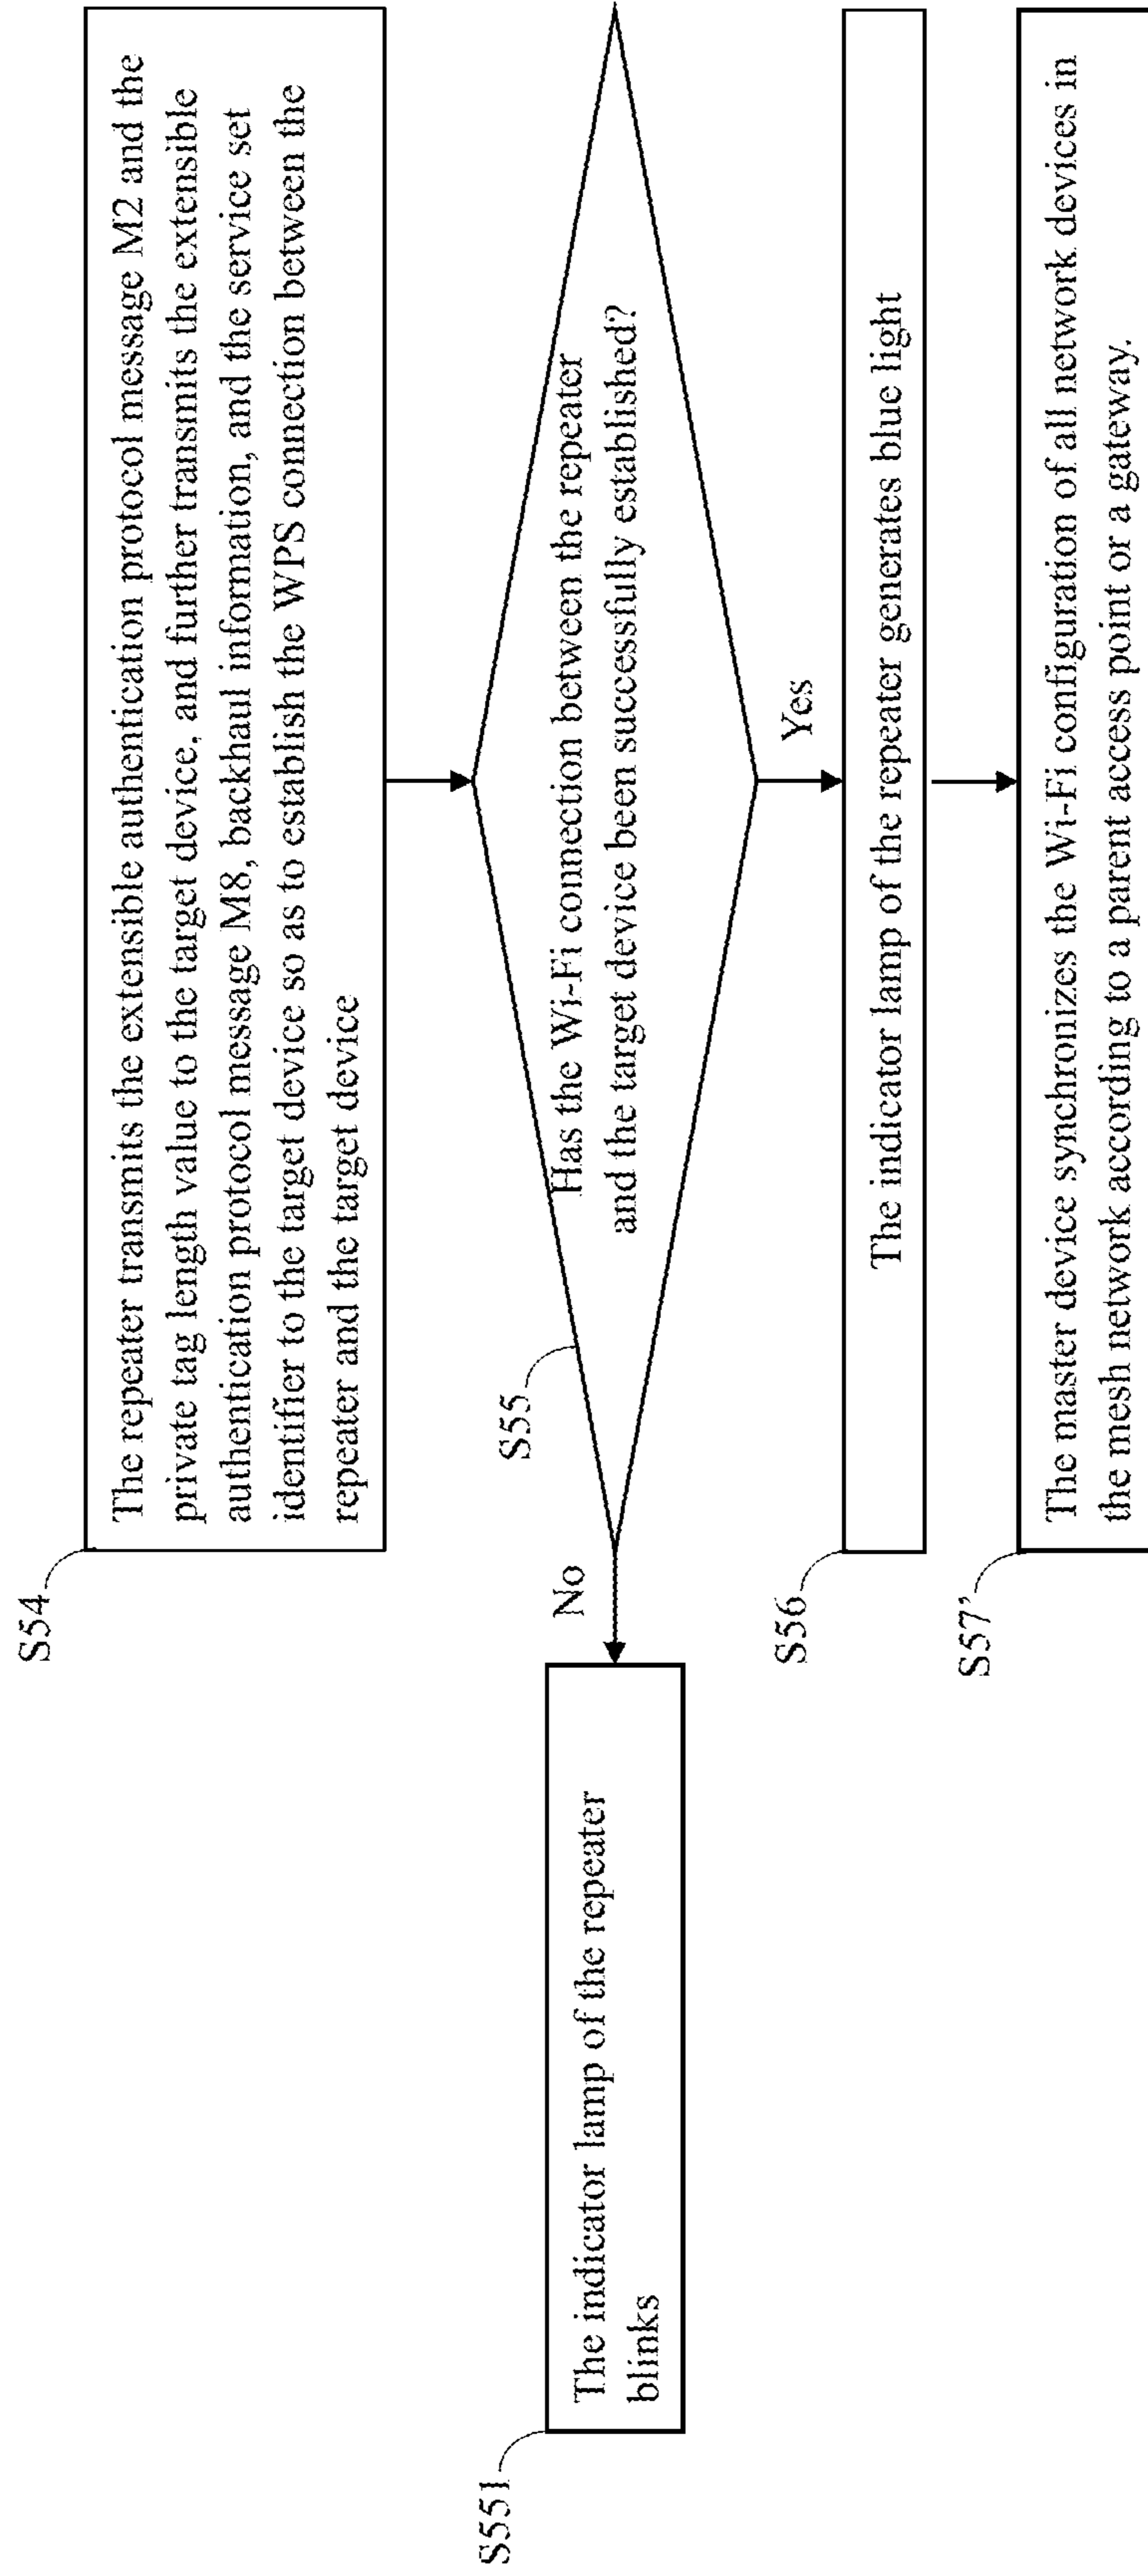 S54
The repeater transmits the extensible authentication protocol message M2 and the
private tag length value to the target device, and further transmits the extensible
authentication protocol message M8, backhaul information, and the service set
identifier to the target device so as to establish the WPS connection between the
repeater and the target device
S55
Has the Wi-Fi connection between the repeater
and the target device been successfully established?
No
Yes
S551
The indicator lamp of the repeater
blinks
S56
The indicator lamp of the repeater generates blue light
S57’
The master device synchronizes the Wi-Fi configuration of all network devices in
the mesh network according to a parent access point or a gateway.